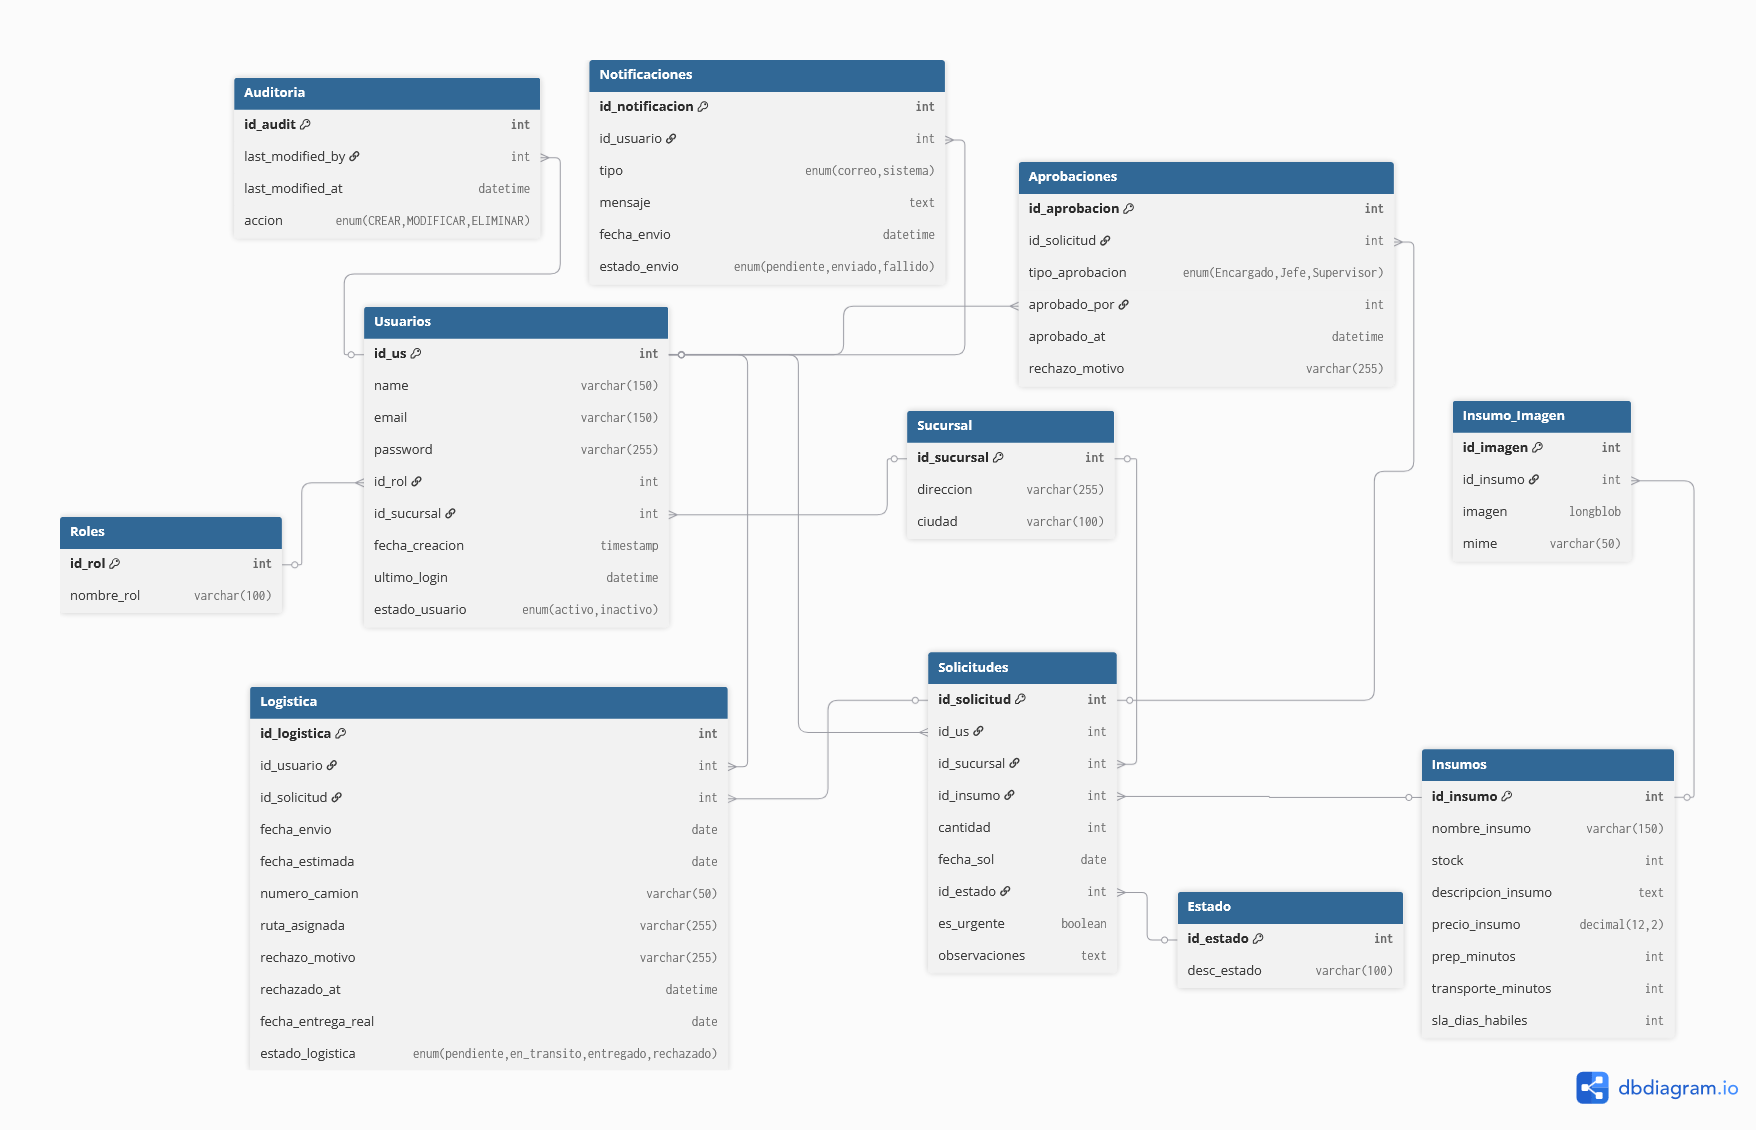 Auditoria
id_audit int
last_modified_by int
last_modified_at datetime
accion enum(CREAR,MODIFICAR,ELIMINAR)
Notificaciones
id_notificacion int
id_usuario int
tipo enum(correo,sistema)
mensaje text
fecha_envio datetime
estado_envio enum(pendiente,enviado,fallido)
Aprobaciones
id_aprobacion int
id_solicitud int
tipo_aprobacion enum(Encargado,Jefe,Supervisor)
aprobado_por int
aprobado_at datetime
rechazo_motivo varchar(255)
Usuarios
id_us int
name varchar(150)
email varchar(150)
password varchar(255)
id_rol int
id_sucursal int
fecha_creacion timestamp
ultimo_login datetime
estado_usuario enum(activo,inactivo)
Sucursal
id_sucursal int
direccion varchar(255)
ciudad varchar(100)
Insumo_Imagen
id_imagen int
id_insumo int
imagen longblob
mime varchar(50)
Roles
id_rol int
nombre_rol varchar(100)
Logistica
id_logistica int
id_usuario int
id_solicitud int
fecha_envio date
fecha_estimada date
numero_camion varchar(50)
ruta_asignada varchar(255)
rechazo_motivo varchar(255)
rechazado_at datetime
fecha_entrega_real date
estado_logistica enum(pendiente,en_transito,entregado,rechazado)
Solicitudes
id_solicitud int
id_us int
id_sucursal int
id_insumo int
cantidad int
fecha_sol date
id_estado int
es_urgente boolean
observaciones text
Estado
id_estado int
desc_estado varchar(100)
Insumos
id_insumo int
nombre_insumo varchar(150)
stock int
descripcion_insumo text
precio_insumo decimal(12,2)
prep_minutos int
transporte_minutos int
sla_dias_habiles int
dbdiagram.io